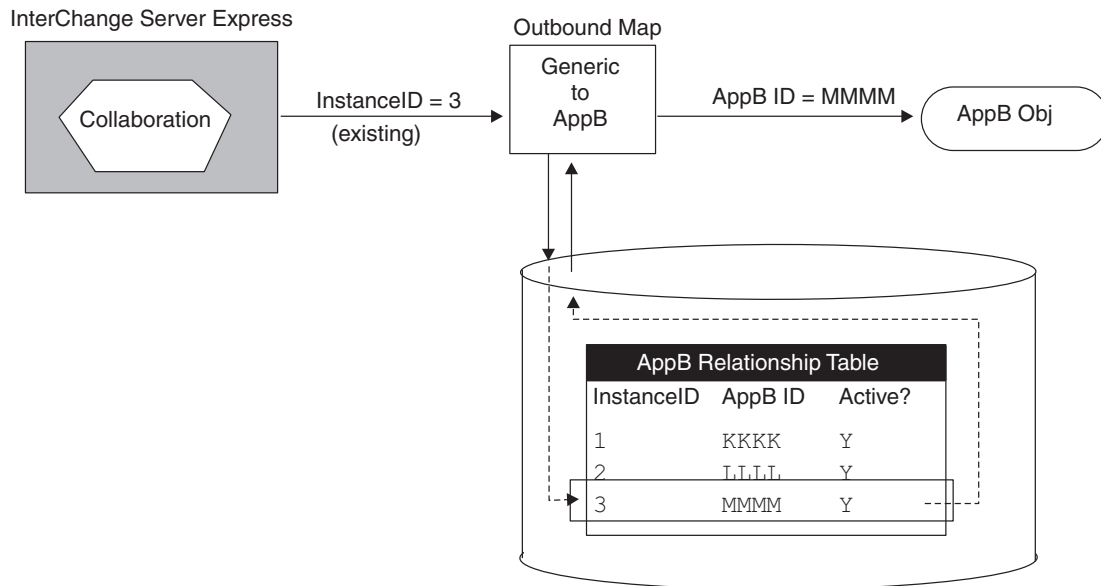 InterChange Server Express
Collaboration
InstanceID = 3
(existing)
Outbound Map
Generic
to
AppB
AppB ID = MMMM
AppB Obj
AppB Relationship Table
InstanceID AppB ID Active?
1 KKKK Y
2 LLLL Y
3 MMMM Y